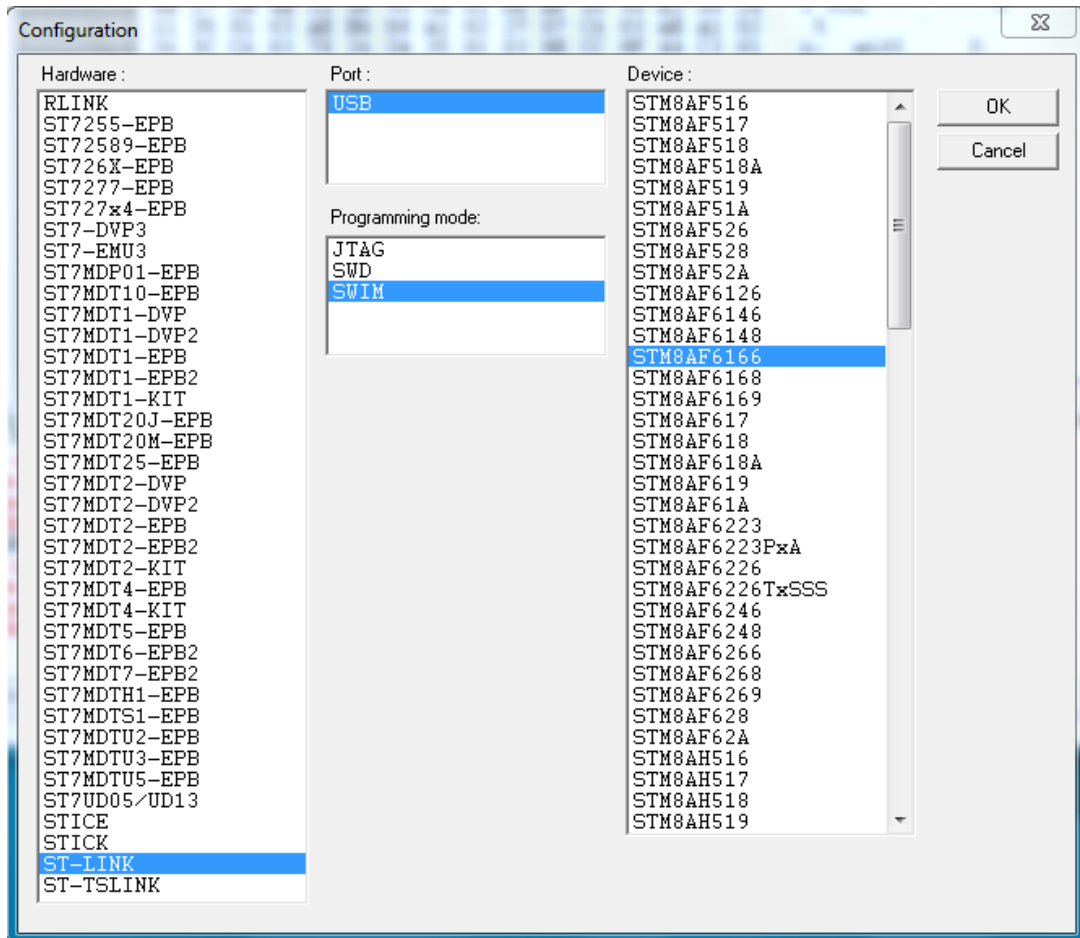 Configuration
Hardware :
RLINK
ST7255-EPB
ST72589-EPB
ST726X-EPB
ST7277-EPB
ST727x4-EPB
ST7-DVP3
ST7-EMU3
ST7MDP01-EPB
ST7MDT10-EPB
ST7MDT1-DVP
ST7MDT1-DVP2
ST7MDT1-EPB
ST7MDT1-EPB2
ST7MDT1-KIT
ST7MDT20J-EPB
ST7MDT20M-EPB
ST7MDT25-EPB
ST7MDT2-DVP
ST7MDT2-DVP2
ST7MDT2-EPB
ST7MDT2-EPB2
ST7MDT2-KIT
ST7MDT4-EPB
ST7MDT4-KIT
ST7MDT5-EPB
ST7MDT6-EPB2
ST7MDT7-EPB2
ST7MDTH1-EPB
ST7MDTS1-EPB
ST7MDTU2-EPB
ST7MDTU3-EPB
ST7MDTU5-EPB
ST7UD05/UD13
STICE
STICK
ST-LINK
ST-TSLINK
Port :
USB
Programming mode:
JTAG
SWD
SWIM
Device :
STM8AF516
STM8AF517
STM8AF518
STM8AF518A
STM8AF519
STM8AF51A
STM8AF526
STM8AF528
STM8AF52A
STM8AF6126
STM8AF6146
STM8AF6148
STM8AF6166
STM8AF6168
STM8AF6169
STM8AF617
STM8AF618
STM8AF618A
STM8AF619
STM8AF61A
STM8AF6223
STM8AF6223PxA
STM8AF6226
STM8AF6226TxSSS
STM8AF6246
STM8AF6248
STM8AF6266
STM8AF6268
STM8AF6269
STM8AF628
STM8AF62A
STM8AH516
STM8AH517
STM8AH518
STM8AH519
OK
Cancel